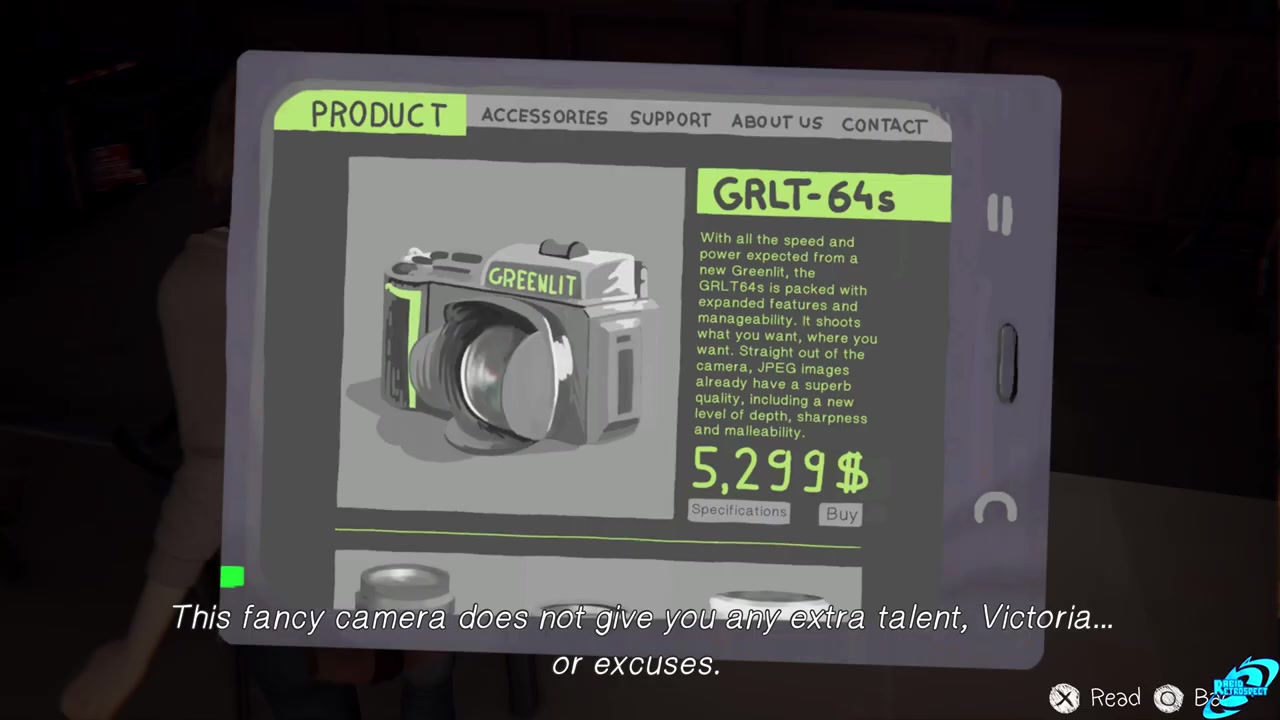 PRODUCT ACCESSORIES SUPPORT ABOUT US CONTACT
GREENLIT
GRLT-64s
With all the speed and
power expected from a
new Greenlit, the
GRLT64s is packed with
expanded features and
manageability. It shoots
what you want, where you
want. Straight out of the
camera, JPEG images
already have a superb
quality, including a new
level of depth, sharpness
and malleability.
5,299$
Specifications Buy
This fancy camera does not give you any extra talent, Victoria...
or excuses.
Read
RAPID
RETROSPECT